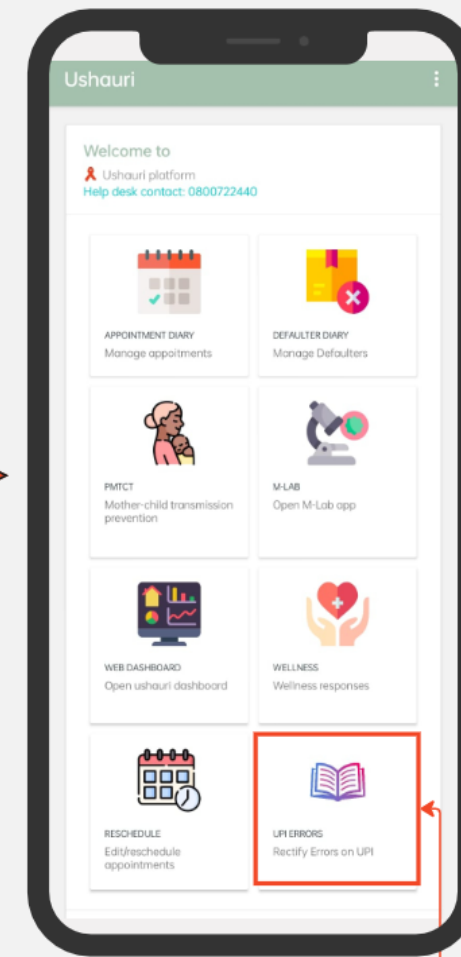 Ushauri
Welcome to
Ushauri platform
Help desk contact: 0800722440
APPOINTMENT DIARY
Manage appoitments
DEFAULTER DIARY
Manage Defaulters
PMTCT
Mother-child transmission
prevention
M-LAB
Open M-Lab app
WEB DASHBOARD
Open ushauri dashboard
WELLNESS
Wellness responses
RESCHEDULE
Edit/reschedule
appointments
UPI ERRORS
Rectify Errors on UPI